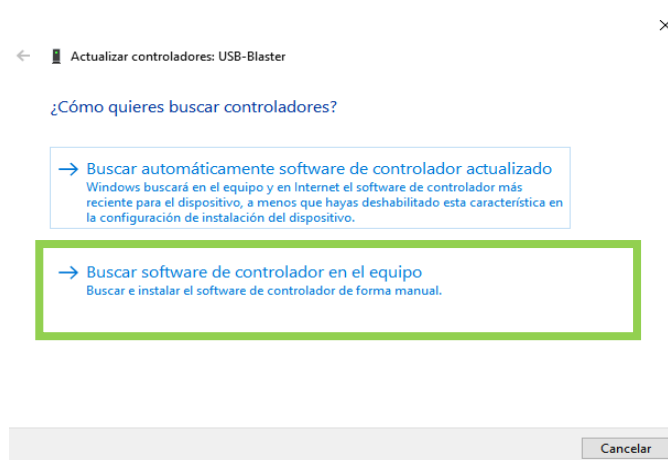 Actualizar controladores: USB-Blaster
¿Cómo quieres buscar controladores?
Buscar automáticamente software de controlador actualizado
Windows buscará en el equipo y en Internet el software de controlador más
reciente para el dispositivo, a menos que hayas deshabilitado esta característica en
la configuración de instalación del dispositivo.
Buscar software de controlador en el equipo
Buscar e instalar el software de controlador de forma manual.
Cancelar